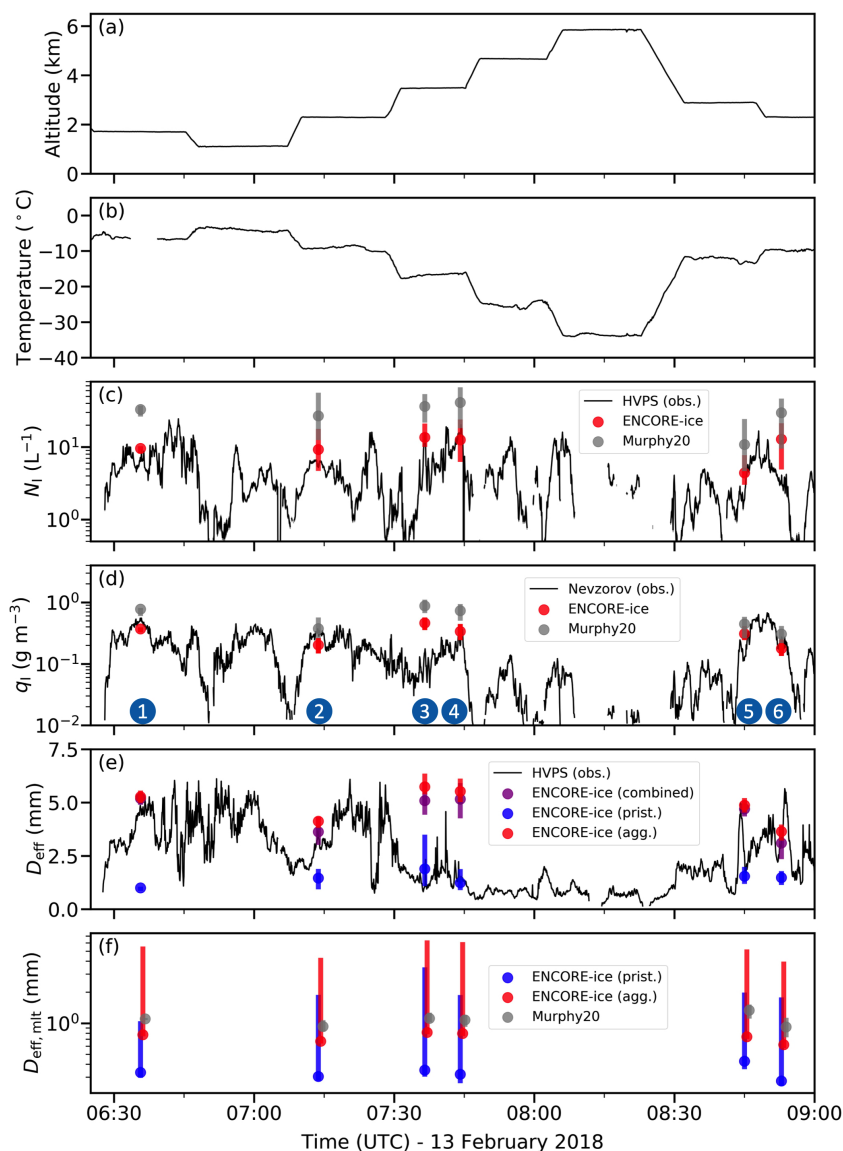 (a)
6
4
2
0
Altitude (km)
(b)
0
−10
−20
−30
−40
Temperature (°C)
(c)
10¹
10⁰
N_I (L⁻¹)
HVPS (obs.)
ENCORE-ice
Murphy20
(d)
10⁰
10⁻¹
10⁻²
q_I (g m⁻³)
Nevzorov (obs.)
ENCORE-ice
Murphy20
1 2 3 4 5 6
(e)
7.5
5.0
2.5
0.0
D_eff (mm)
HVPS (obs.)
ENCORE-ice (combined)
ENCORE-ice (prist.)
ENCORE-ice (agg.)
(f)
10⁰
D_eff, mlt (mm)
ENCORE-ice (prist.)
ENCORE-ice (agg.)
Murphy20
06:30 07:00 07:30 08:00 08:30 09:00
Time (UTC) - 13 February 2018